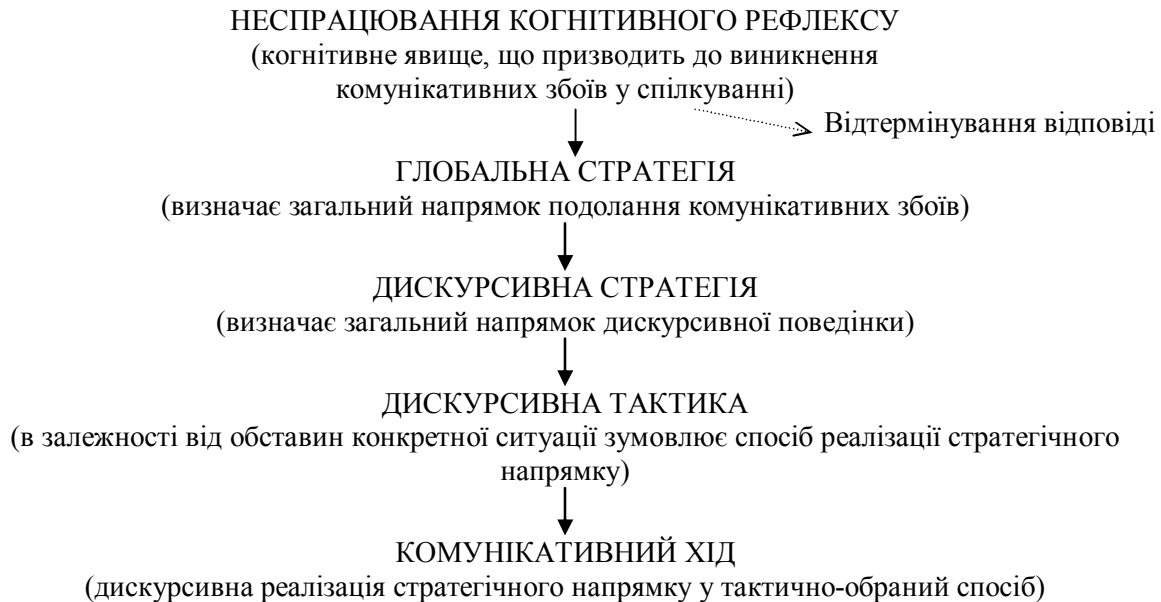 НЕСПРАЦЮВАННЯ КОГНІТИВНОГО РЕФЛЕКСУ
(когнітивне явище, що призводить до виникнення
комунікативних збоїв у спілкуванні)
Відтермінування відповіді
ГЛОБАЛЬНА СТРАТЕГІЯ
(визначає загальний напрямок подолання комунікативних збоїв)
ДИСКУРСИВНА СТРАТЕГІЯ
(визначає загальний напрямок дискурсивної поведінки)
ДИСКУРСИВНА ТАКТИКА
(в залежності від обставин конкретної ситуації зумовлює спосіб реалізації стратегічного
напрямку)
КОМУНІКАТИВНИЙ ХІД
(дискурсивна реалізація стратегічного напрямку у тактично-обраний спосіб)